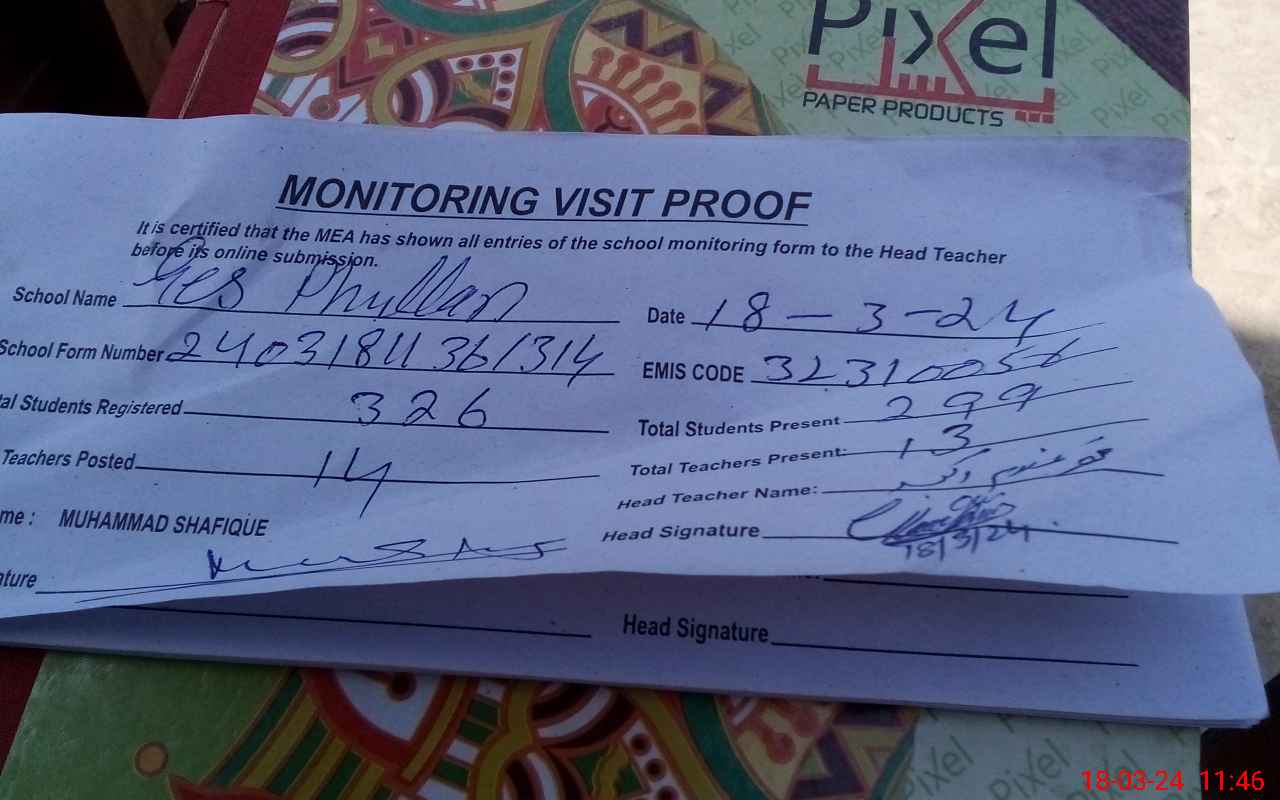 Pixel
PAPER PRODUCTS
MONITORING VISIT PROOF
It is certified that the MEA has shown all entries of the school monitoring form to the Head Teacher
before its online submission.
School Name Ges Phullan
Date 18-3-24
School Form Number 24031811361314
EMIS CODE 32310056
al Students Registered 326
Total Students Present 299
Teachers Posted 14
Total Teachers Present: 13
Head Teacher Name:
me : MUHAMMAD SHAFIQUE
Head Signature
18/3/24
ature
Head Signature
18-03-24 11:46